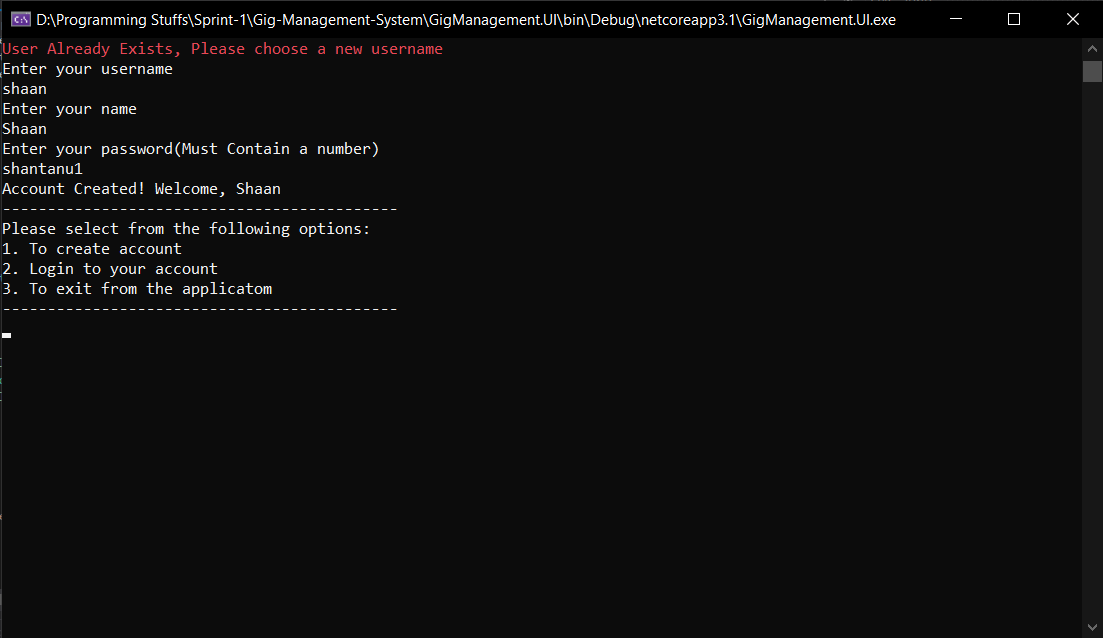 D:\Programming Stuffs\Sprint-1\Gig-Management-System\GigManagement.UI\bin\Debug\netcoreapp3.1\GigManagement.UI.exe
User Already Exists, Please choose a new username
Enter your username
shaan
Enter your name
Shaan
Enter your password(Must Contain a number)
shantanu1
Account Created! Welcome, Shaan
--------------------------------------------
Please select from the following options:
1. To create account
2. Login to your account
3. To exit from the applicatom
--------------------------------------------